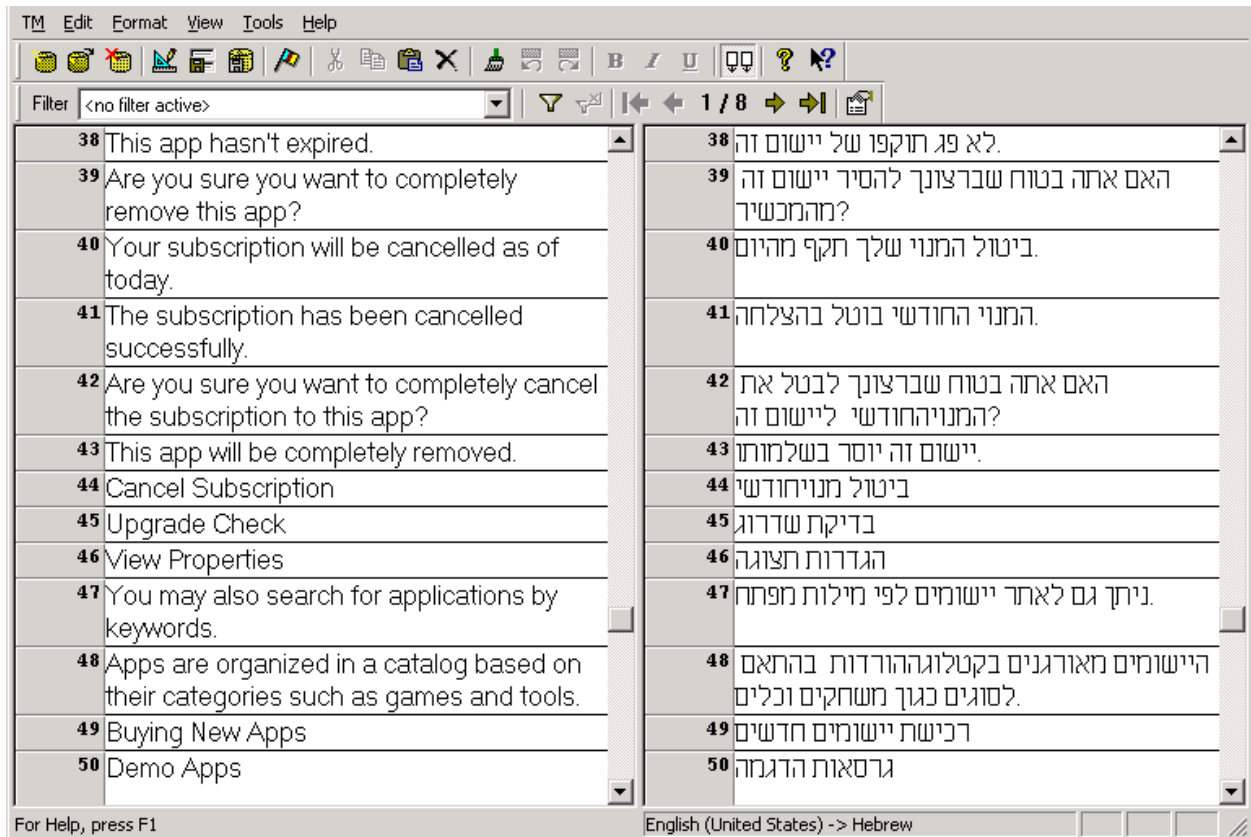 TM Edit Format View Tools Help
B I U
Filter <no filter active> 1 / 8
38 This app hasn't expired.
39 Are you sure you want to completely
remove this app?
40 Your subscription will be cancelled as of
today.
41 The subscription has been cancelled
successfully.
42 Are you sure you want to completely cancel
the subscription to this app?
43 This app will be completely removed.
44 Cancel Subscription
45 Upgrade Check
46 View Properties
47 You may also search for applications by
keywords.
48 Apps are organized in a catalog based on
their categories such as games and tools.
49 Buying New Apps
50 Demo Apps
38 לא פג תוקפו של יישום זה.
39 האם אתה בטוח שברצונך להסיר יישום זה
מהמכשיר?
40 ביטול המנוי שלך תקף מהיום.
41 המנוי החודשי בוטל בהצלחה.
42 האם אתה בטוח שברצונך לבטל את
המנויהחודשי ליישום זה?
43 יישום זה יוסר בשלמותו.
44 ביטול מנויחודשי
45 בדיקת שדרוג
46 הגדרות תצוגה
47 ניתן גם לאתר יישומים לפי מילות מפתח.
48 היישומים מאורגנים בקטלוגההורדות בהתאם
לסוגים כגון משחקים וכלים.
49 רכישת יישומים חדשים
50 גרסאות הדגמה
For Help, press F1
English (United States) -> Hebrew